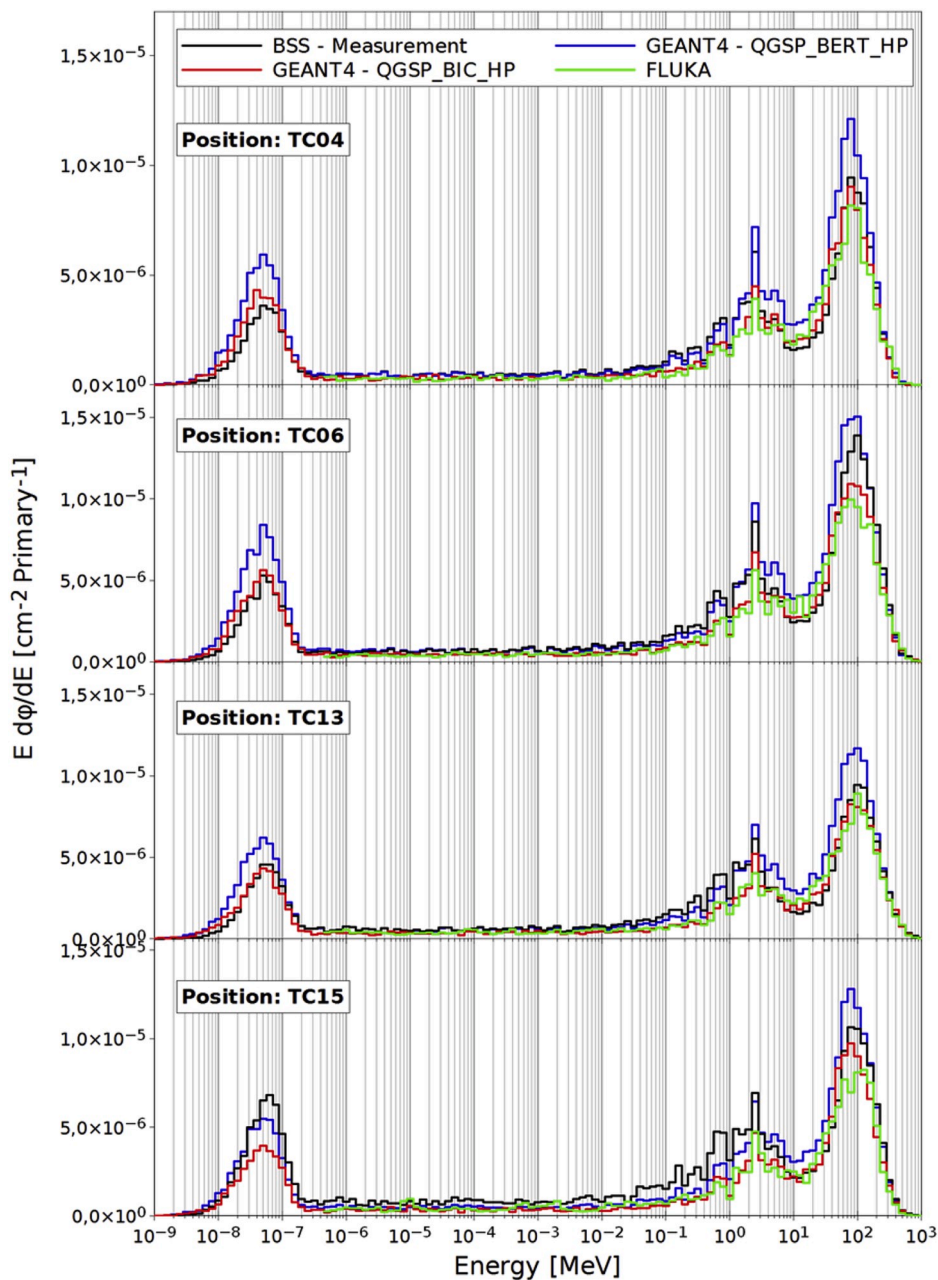 1,5×10⁻⁵
BSS - Measurement
GEANT4 - QGSP_BERT_HP
GEANT4 - QGSP_BIC_HP
FLUKA
Position: TC04
1,0×10⁻⁵
5,0×10⁻⁶
0,0×10⁰
1,5×10⁻⁵
Position: TC06
1,0×10⁻⁵
5,0×10⁻⁶
0,0×10⁰
E dφ/dE [cm⁻² Primary⁻¹]
1,5×10⁻⁵
Position: TC13
1,0×10⁻⁵
5,0×10⁻⁶
0,0×10⁰
1,5×10⁻⁵
Position: TC15
1,0×10⁻⁵
5,0×10⁻⁶
0,0×10⁰
10⁻⁹ 10⁻⁸ 10⁻⁷ 10⁻⁶ 10⁻⁵ 10⁻⁴ 10⁻³ 10⁻² 10⁻¹ 10⁰ 10¹ 10² 10³
Energy [MeV]